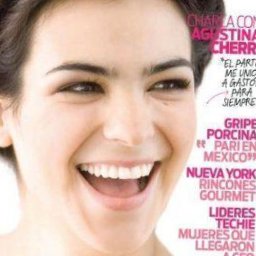 CHARLA CON
AGUSTINA
CHERRI
"EL PARTO
ME UNIÓ
A GASTÓN
PARA
SIEMPRE"
GRIPE
PORCINA
"PARÍ EN
MÉXICO"
NUEVA YORK
RINCONES
GOURMET
LIDERES
TECHIE
MUJERES QUE
LLEGARON